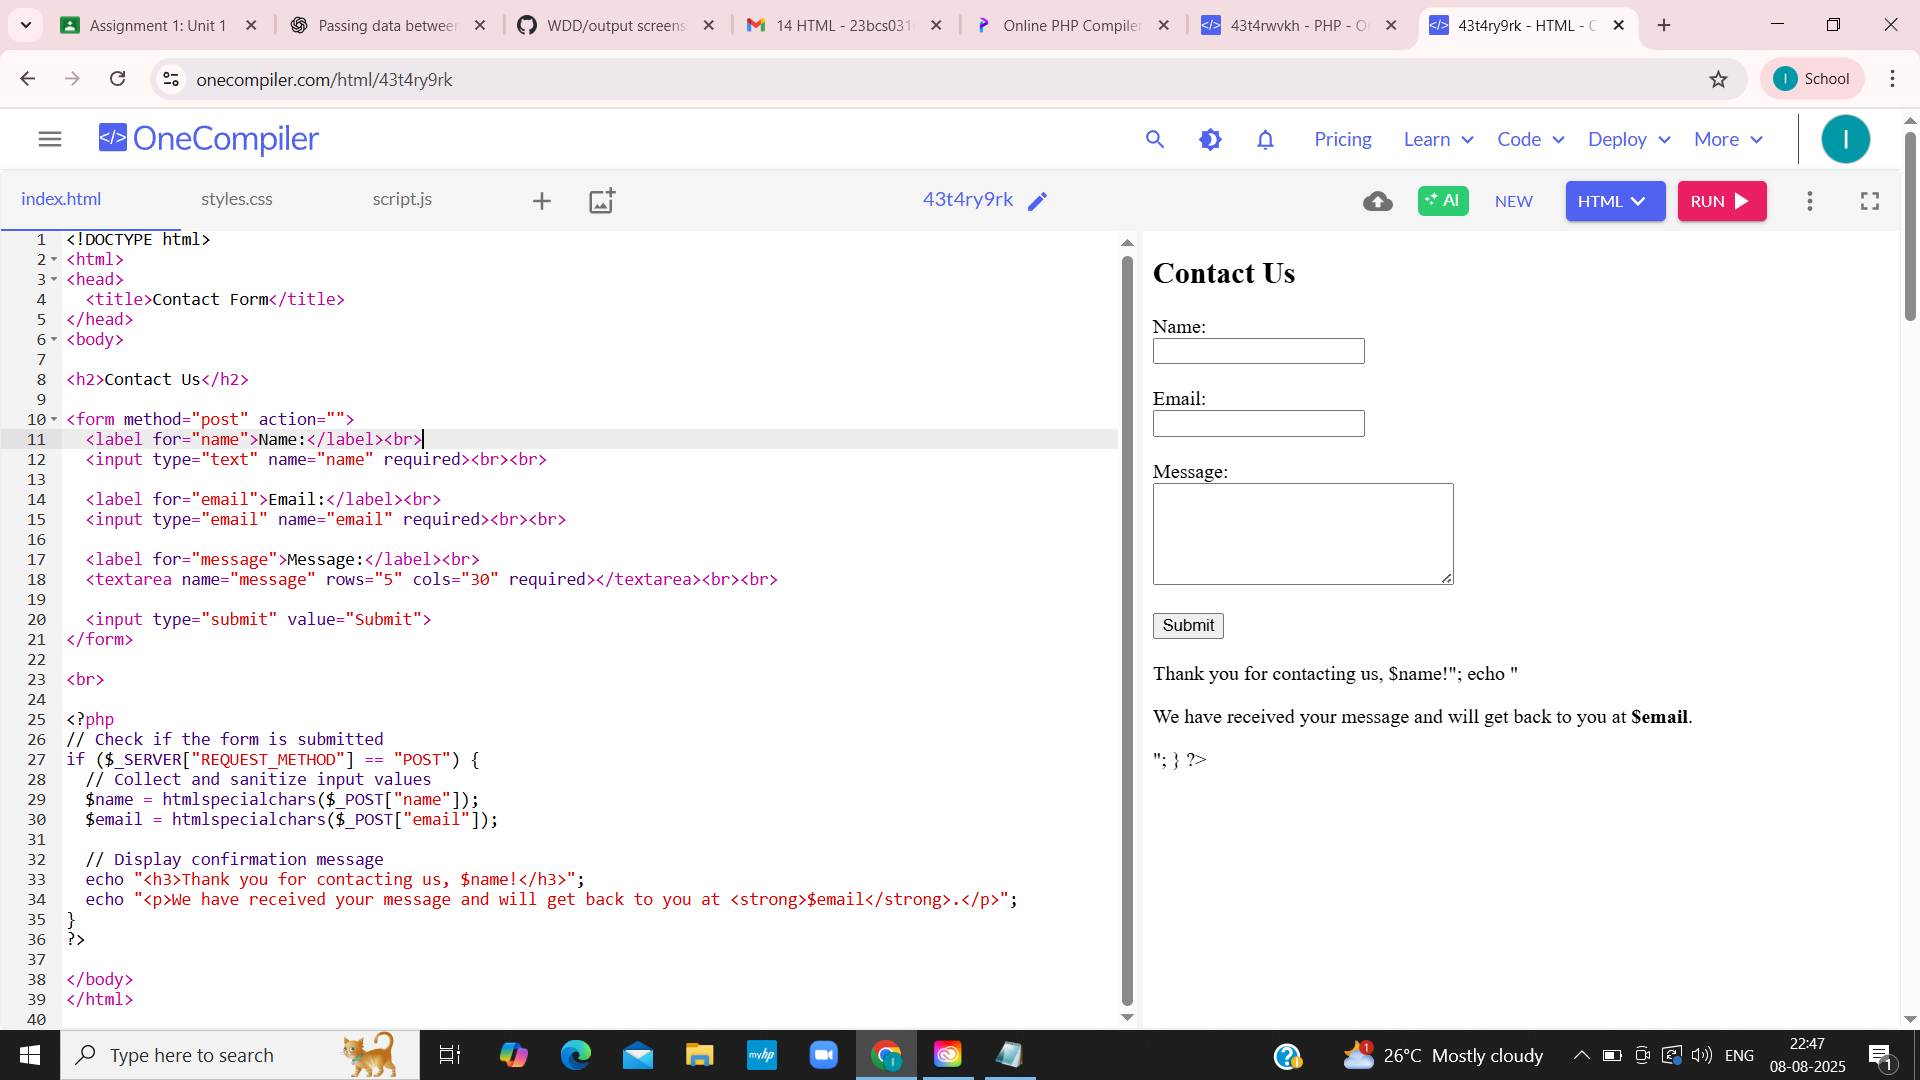 Assignment 1: Unit 1
Passing data between
WDD/output screens
14 HTML - 23bcs031
Online PHP Compiler
43t4rwvkh - PHP - O
43t4ry9rk - HTML - O
onecompiler.com/html/43t4ry9rk
I School
</> OneCompiler
Pricing Learn Code Deploy More I
index.html styles.css script.js + 43t4ry9rk AI NEW HTML RUN
1 <!DOCTYPE html>
2 <html>
3 <head>
4 <title>Contact Form</title>
5 </head>
6 <body>
7
8 <h2>Contact Us</h2>
9
10 <form method="post" action="">
11 <label for="name">Name:</label><br>
12 <input type="text" name="name" required><br><br>
13
14 <label for="email">Email:</label><br>
15 <input type="email" name="email" required><br><br>
16
17 <label for="message">Message:</label><br>
18 <textarea name="message" rows="5" cols="30" required></textarea><br><br>
19
20 <input type="submit" value="Submit">
21 </form>
22
23 <br>
24
25 <?php
26 // Check if the form is submitted
27 if ($_SERVER["REQUEST_METHOD"] == "POST") {
28 // Collect and sanitize input values
29 $name = htmlspecialchars($_POST["name"]);
30 $email = htmlspecialchars($_POST["email"]);
31
32 // Display confirmation message
33 echo "<h3>Thank you for contacting us, $name!</h3>";
34 echo "<p>We have received your message and will get back to you at <strong>$email</strong>.</p>";
35 }
36 ?>
37
38 </body>
39 </html>
40
Contact Us
Name:
Email:
Message:
Submit
Thank you for contacting us, $name!"; echo "
We have received your message and will get back to you at $email.
"; } ?>
Type here to search
myhp
1
26°C Mostly cloudy
ENG
22:47
08-08-2025
1